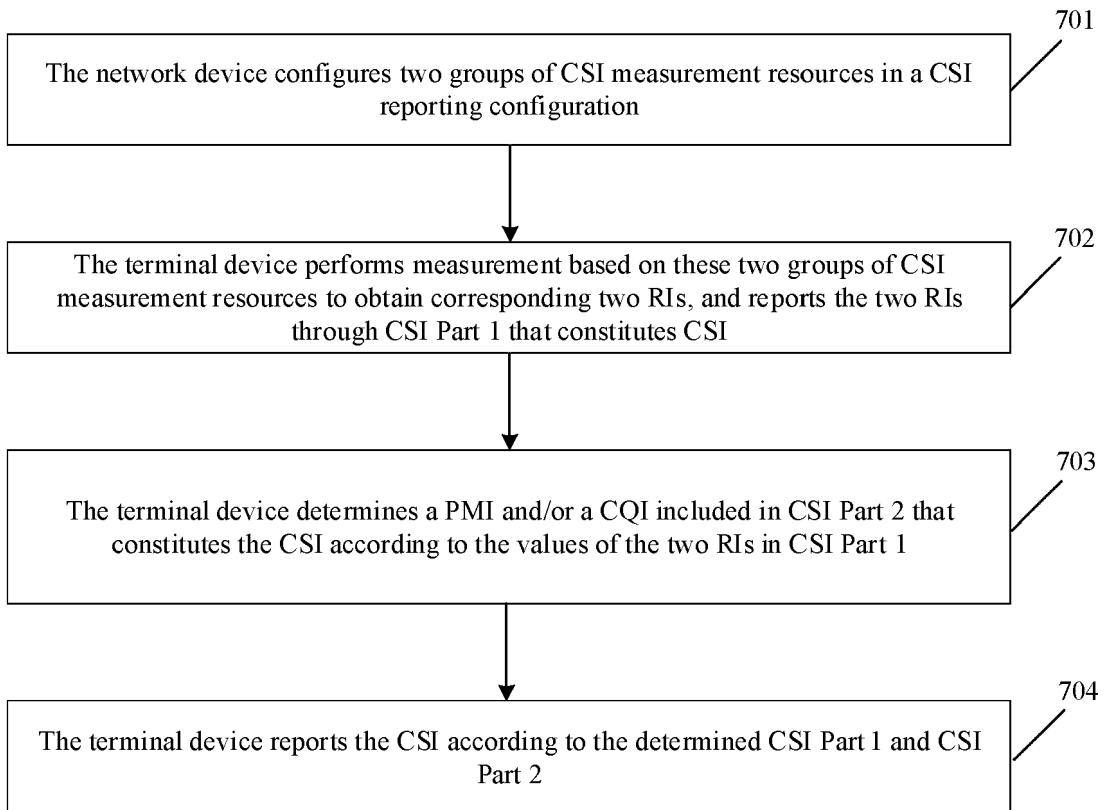 701
The network device configures two groups of CSI measurement resources in a CSI
reporting configuration
702
The terminal device performs measurement based on these two groups of CSI
measurement resources to obtain corresponding two RIs, and reports the two RIs
through CSI Part 1 that constitutes CSI
703
The terminal device determines a PMI and/or a CQI included in CSI Part 2 that
constitutes the CSI according to the values of the two RIs in CSI Part 1
704
The terminal device reports the CSI according to the determined CSI Part 1 and CSI
Part 2